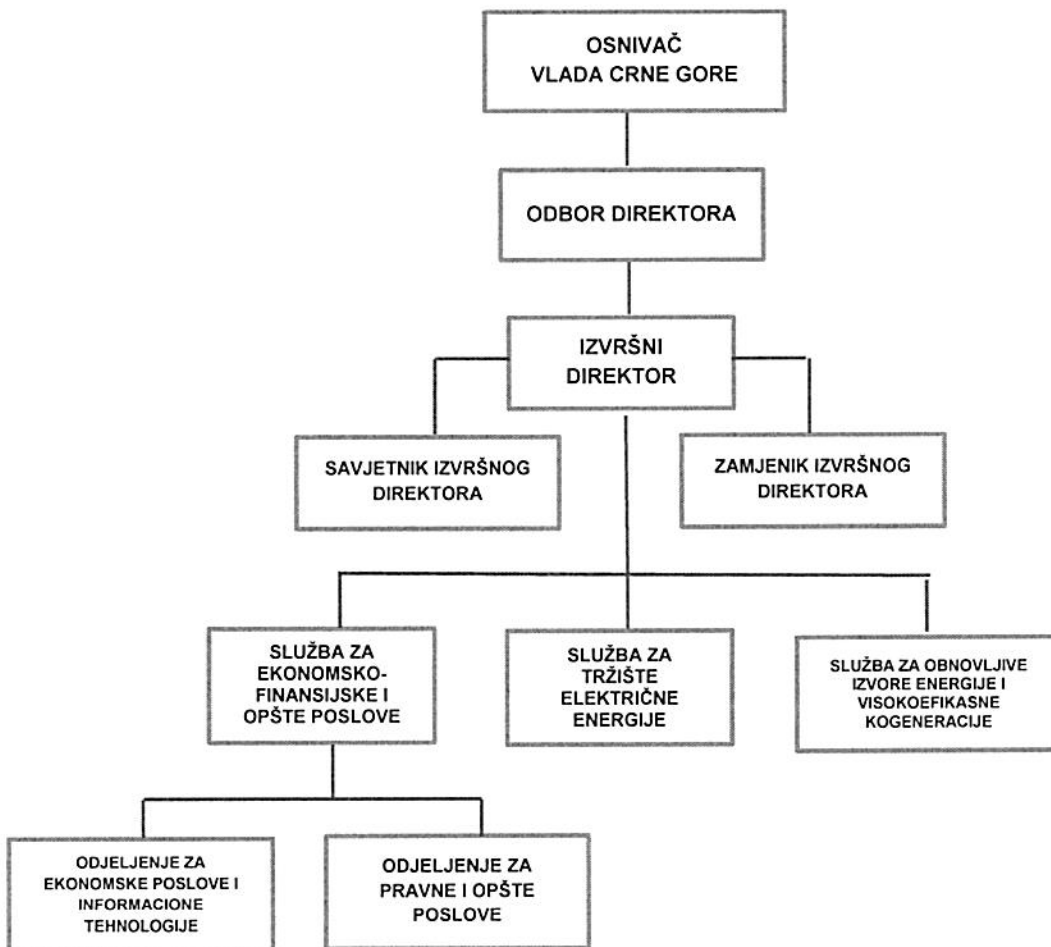 OSNIVAČ
VLADA CRNE GORE
ODBOR DIREKTORA
IZVRŠNI
DIREKTOR
SAVJETNIK IZVRŠNOG
DIREKTORA
ZAMJENIK IZVRŠNOG
DIREKTORA
SLUŽBA ZA
EKONOMSKO-
FINANSIJSKE I
OPŠTE POSLOVE
SLUŽBA ZA
TRŽIŠTE
ELEKTRIČNE
ENERGIJE
SLUŽBA ZA OBNOVLJIVE
IZVORE ENERGIJE I
VISOKOEFIKASNE
KOGENERACIJE
ODJELJENJE ZA
EKONOMSKE POSLOVE I
INFORMACIONE
TEHNOLOGIJE
ODJELJENJE ZA
PRAVNE I OPŠTE
POSLOVE